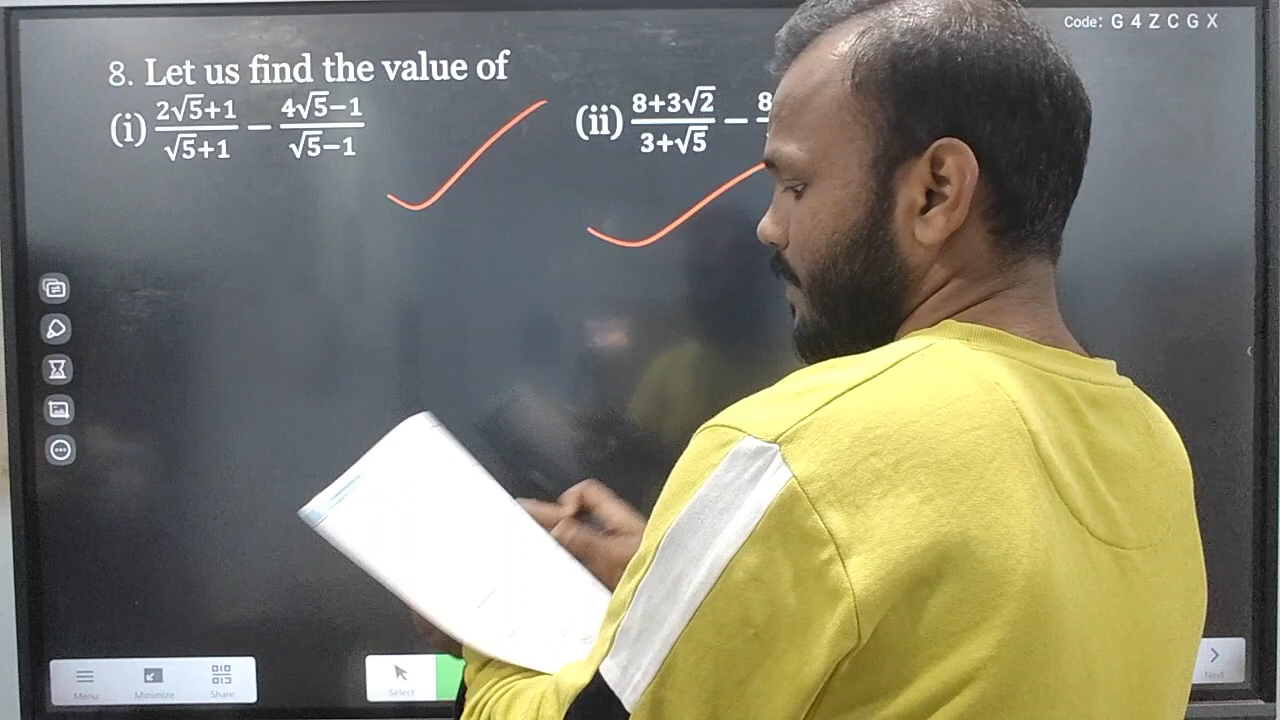 Code: G 4 Z C G X
8. Let us find the value of
(i) (2√5+1)/(√5+1) − (4√5−1)/(√5−1) (ii) (8+3√2)/(3+√5) − 8
Menu Minimize Share Select Next